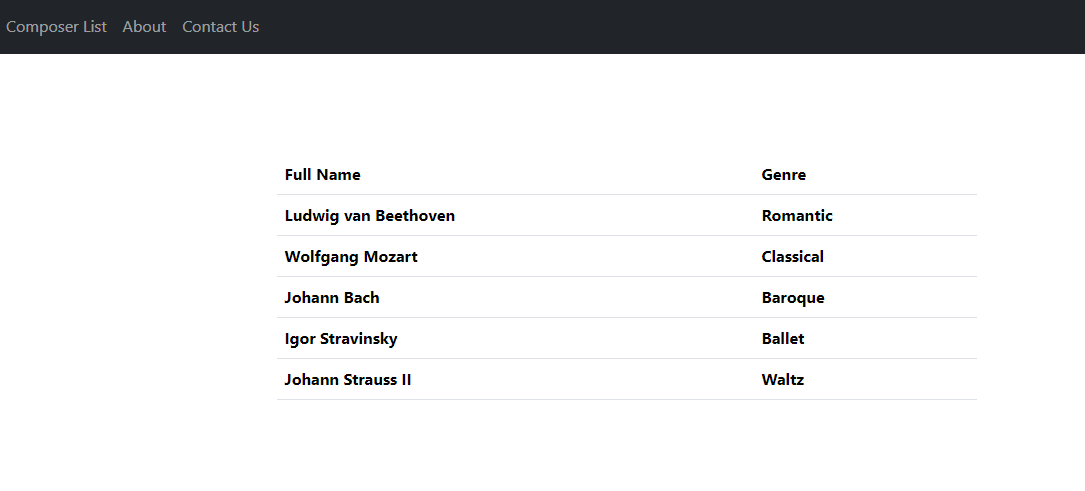 Composer List About Contact Us
Full Name Genre
Ludwig van Beethoven Romantic
Wolfgang Mozart Classical
Johann Bach Baroque
Igor Stravinsky Ballet
Johann Strauss II Waltz